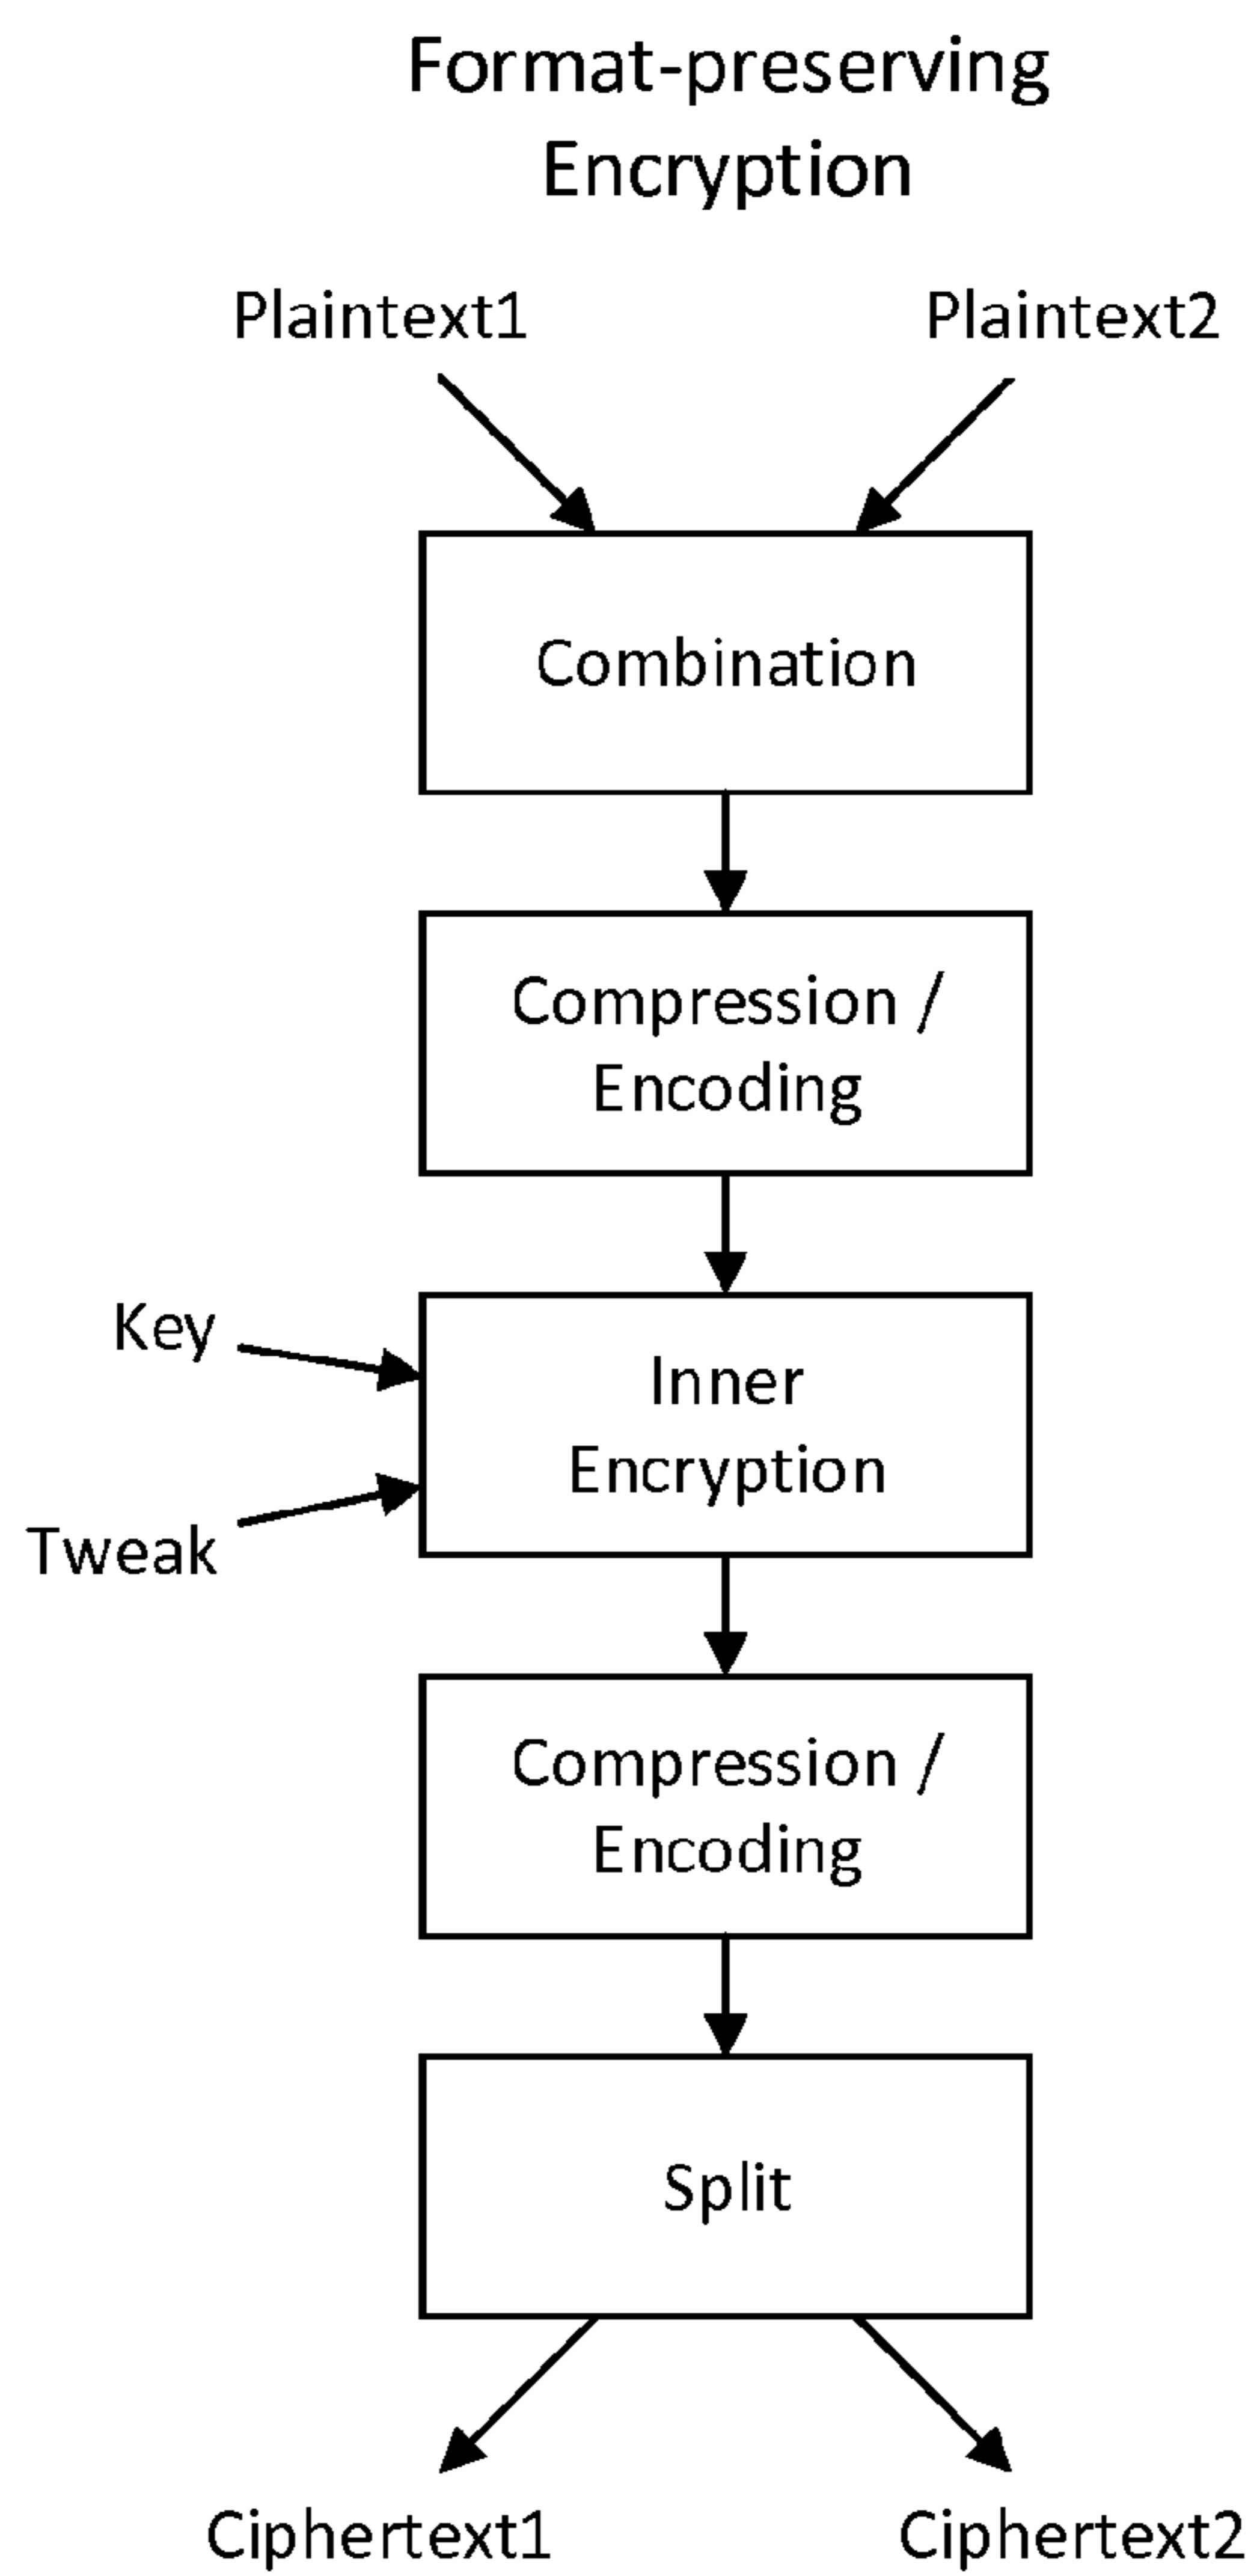 Format-preserving
Encryption
Plaintext1
Plaintext2
Combination
Compression /
Encoding
Key
Inner
Encryption
Tweak
Compression /
Encoding
Split
Ciphertext1
Ciphertext2